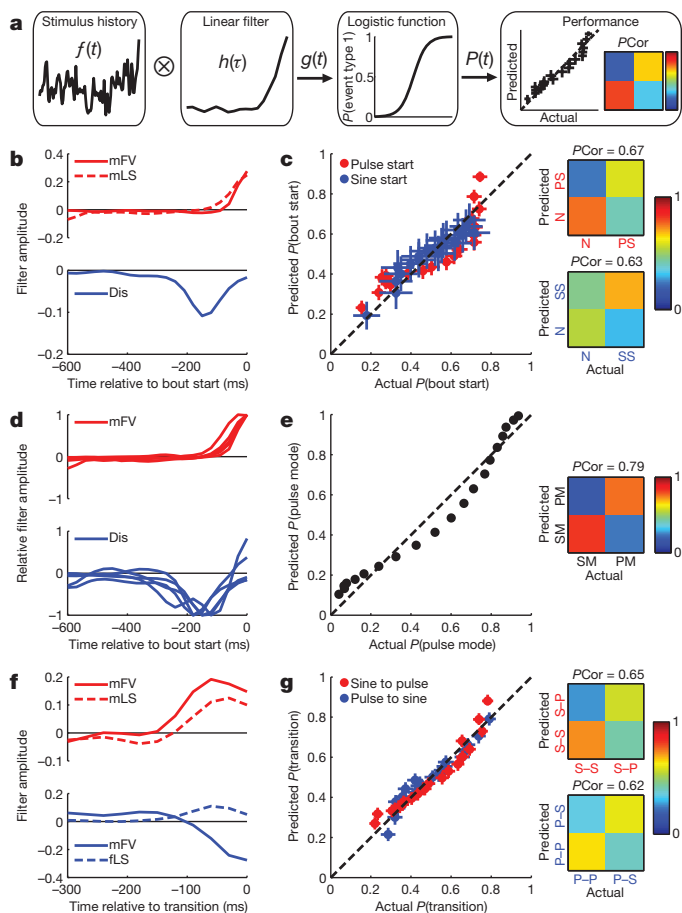 a
Stimulus history
f(t)
⊗
Linear filter
h(τ)
g(t)
Logistic function
P(event type 1)
1
0.5
0
P(t)
Performance
Predicted
Actual
PCor
b
mFV
mLS
0.2
0
−0.2
Filter amplitude
0
Dis
−0.1
−0.2
−600 −400 −200 0
Time relative to bout start (ms)
c
Pulse start
Sine start
1
0.8
0.6
0.4
0.2
0
Predicted P(bout start)
0 0.2 0.4 0.6 0.8 1
Actual P(bout start)
PCor = 0.67
Predicted
N PS
N PS
PCor = 0.63
Predicted
N SS
N SS
Actual
1
0
d
mFV
1
0
Relative filter amplitude
1
Dis
0
−1
−600 −400 −200 0
Time relative to bout start (ms)
e
1
0.8
0.6
0.4
0.2
0
Predicted P(pulse mode)
0 0.2 0.4 0.6 0.8 1
Actual P(pulse mode)
PCor = 0.79
Predicted
SM PM
SM PM
Actual
1
0
f
mFV
mLS
0.2
0.1
0
−0.1
Filter amplitude
0.2
0
−0.2
−0.4
mFV
fLS
−300 −200 −100 0
Time relative to transition (ms)
g
Sine to pulse
Pulse to sine
1
0.8
0.6
0.4
0.2
0
Predicted P(transition)
0 0.2 0.4 0.6 0.8 1
Actual P(transition)
PCor = 0.65
Predicted
S–S S–P
S–S S–P
PCor = 0.62
Predicted
P–P P–S
P–P P–S
Actual
1
0